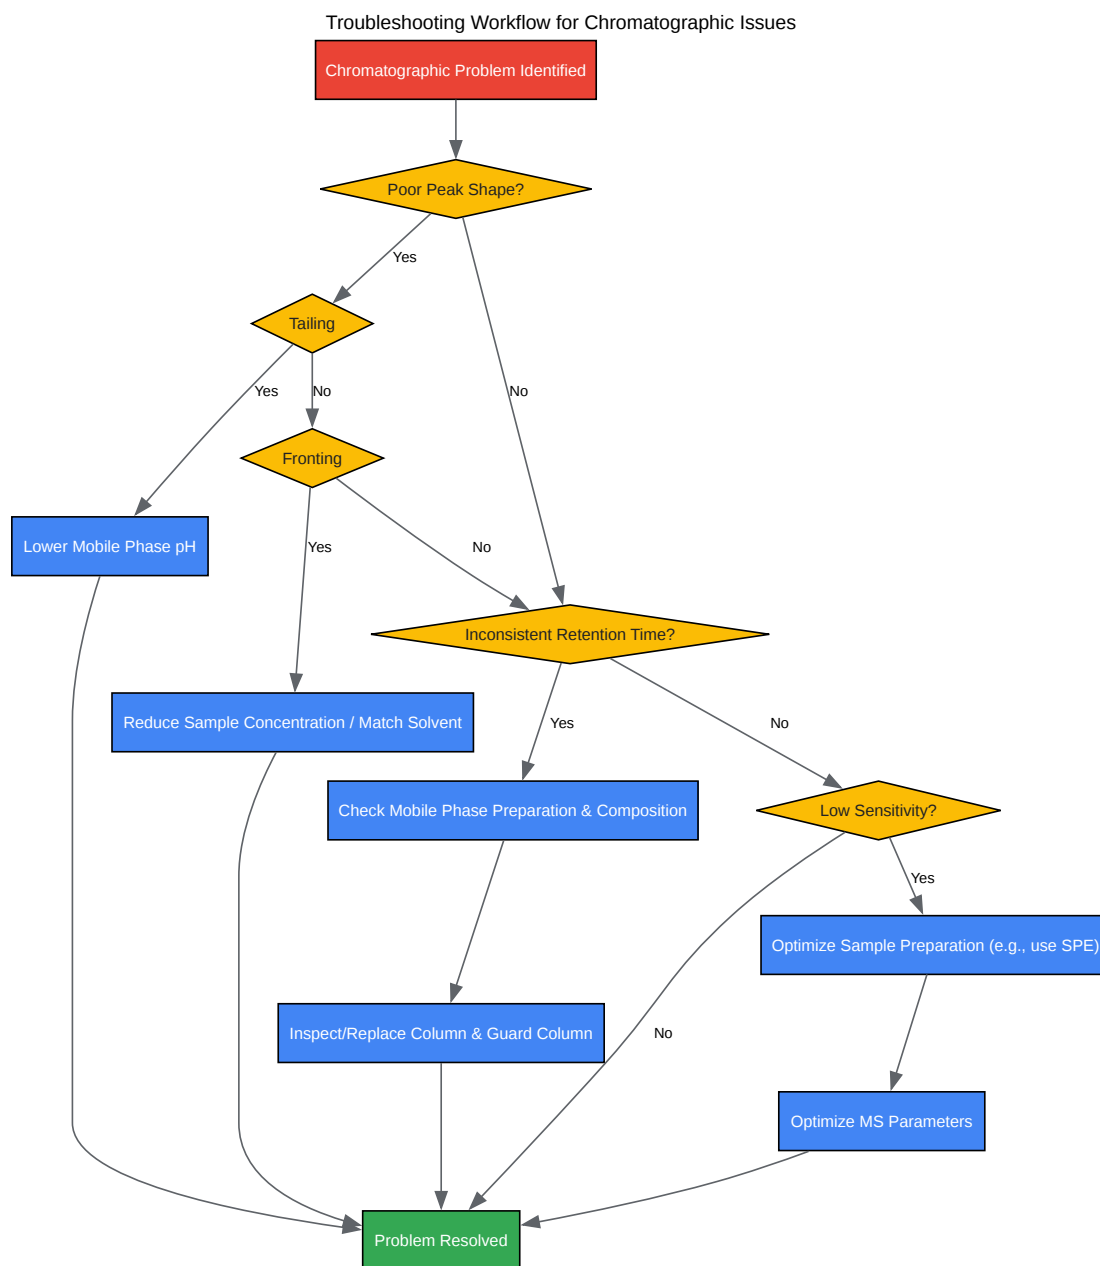 Troubleshooting Workflow for Chromatographic Issues
Chromatographic Problem Identified
Poor Peak Shape?
Yes
Tailing
Yes
No
No
Fronting
Lower Mobile Phase pH
Yes
No
Inconsistent Retention Time?
Reduce Sample Concentration / Match Solvent
Yes
No
Check Mobile Phase Preparation & Composition
Low Sensitivity?
Yes
Optimize Sample Preparation (e.g., use SPE)
Inspect/Replace Column & Guard Column
No
Optimize MS Parameters
Problem Resolved